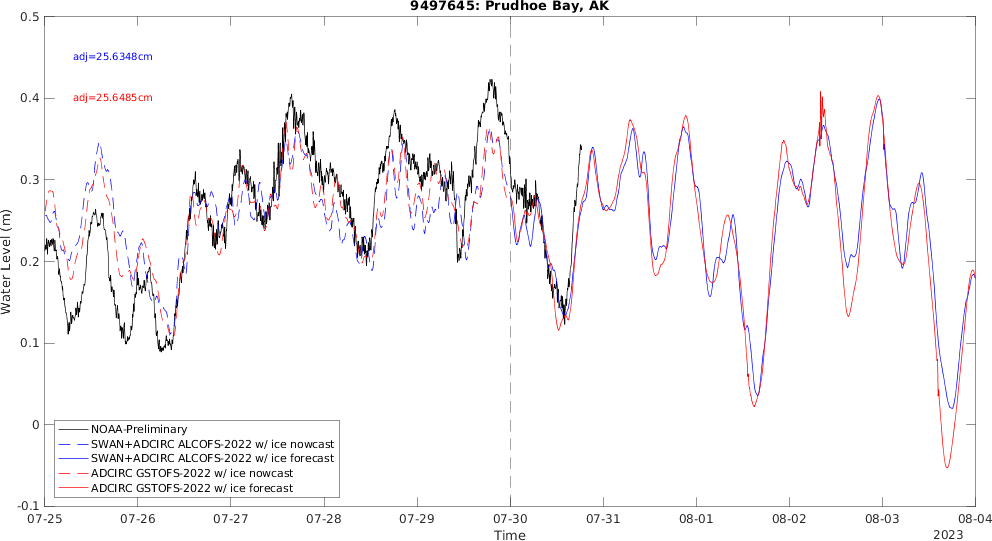 9497645: Prudhoe Bay, AK
0.5
adj=25.6348cm
adj=25.6485cm
0.4
0.3
0.2
0.1
0
-0.1
Water Level (m)
NOAA-Preliminary
SWAN+ADCIRC ALCOFS-2022 w/ ice nowcast
SWAN+ADCIRC ALCOFS-2022 w/ ice forecast
ADCIRC GSTOFS-2022 w/ ice nowcast
ADCIRC GSTOFS-2022 w/ ice forecast
07-25 07-26 07-27 07-28 07-29 07-30 07-31 08-01 08-02 08-03 08-04
Time
2023